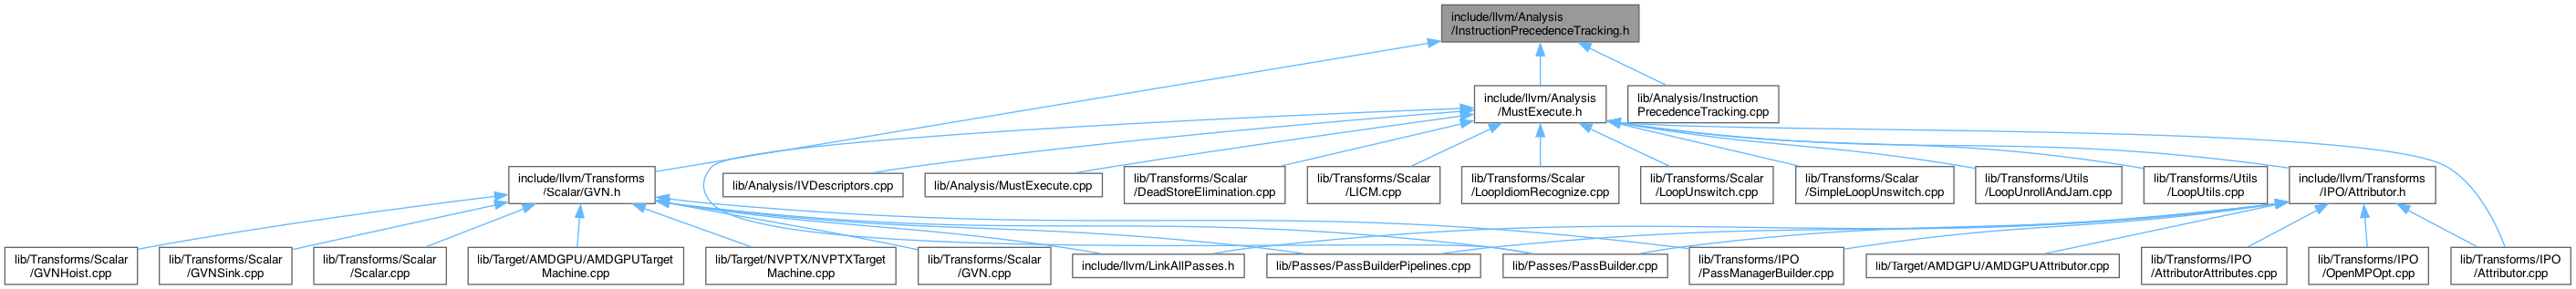 include/llvm/Analysis
/InstructionPrecedenceTracking.h
include/llvm/Analysis
/MustExecute.h
lib/Analysis/Instruction
PrecedenceTracking.cpp
include/llvm/Transforms
/Scalar/GVN.h
lib/Analysis/IVDescriptors.cpp
lib/Analysis/MustExecute.cpp
lib/Transforms/Scalar
/DeadStoreElimination.cpp
lib/Transforms/Scalar
/LICM.cpp
lib/Transforms/Scalar
/LoopIdiomRecognize.cpp
lib/Transforms/Scalar
/LoopUnswitch.cpp
lib/Transforms/Scalar
/SimpleLoopUnswitch.cpp
lib/Transforms/Utils
/LoopUnrollAndJam.cpp
lib/Transforms/Utils
/LoopUtils.cpp
include/llvm/Transforms
/IPO/Attributor.h
lib/Transforms/Scalar
/GVNHoist.cpp
lib/Transforms/Scalar
/GVNSink.cpp
lib/Transforms/Scalar
/Scalar.cpp
lib/Target/AMDGPU/AMDGPUTarget
Machine.cpp
lib/Target/NVPTX/NVPTXTarget
Machine.cpp
lib/Transforms/Scalar
/GVN.cpp
include/llvm/LinkAllPasses.h
lib/Passes/PassBuilderPipelines.cpp
lib/Passes/PassBuilder.cpp
lib/Transforms/IPO
/PassManagerBuilder.cpp
lib/Target/AMDGPU/AMDGPUAttributor.cpp
lib/Transforms/IPO
/AttributorAttributes.cpp
lib/Transforms/IPO
/OpenMPOpt.cpp
lib/Transforms/IPO
/Attributor.cpp